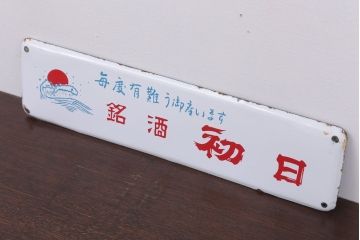 毎度有難う御座います
銘酒 初日